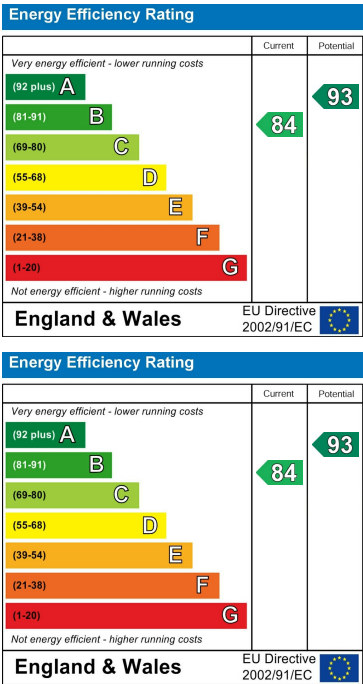 Energy Efficiency Rating
Current Potential
Very energy efficient - lower running costs
(92 plus) A
93
(81-91) B
84
(69-80) C
(55-68) D
(39-54) E
(21-38) F
(1-20) G
Not energy efficient - higher running costs
England & Wales
EU Directive
2002/91/EC
Energy Efficiency Rating
Current Potential
Very energy efficient - lower running costs
(92 plus) A
93
(81-91) B
84
(69-80) C
(55-68) D
(39-54) E
(21-38) F
(1-20) G
Not energy efficient - higher running costs
England & Wales
EU Directive
2002/91/EC